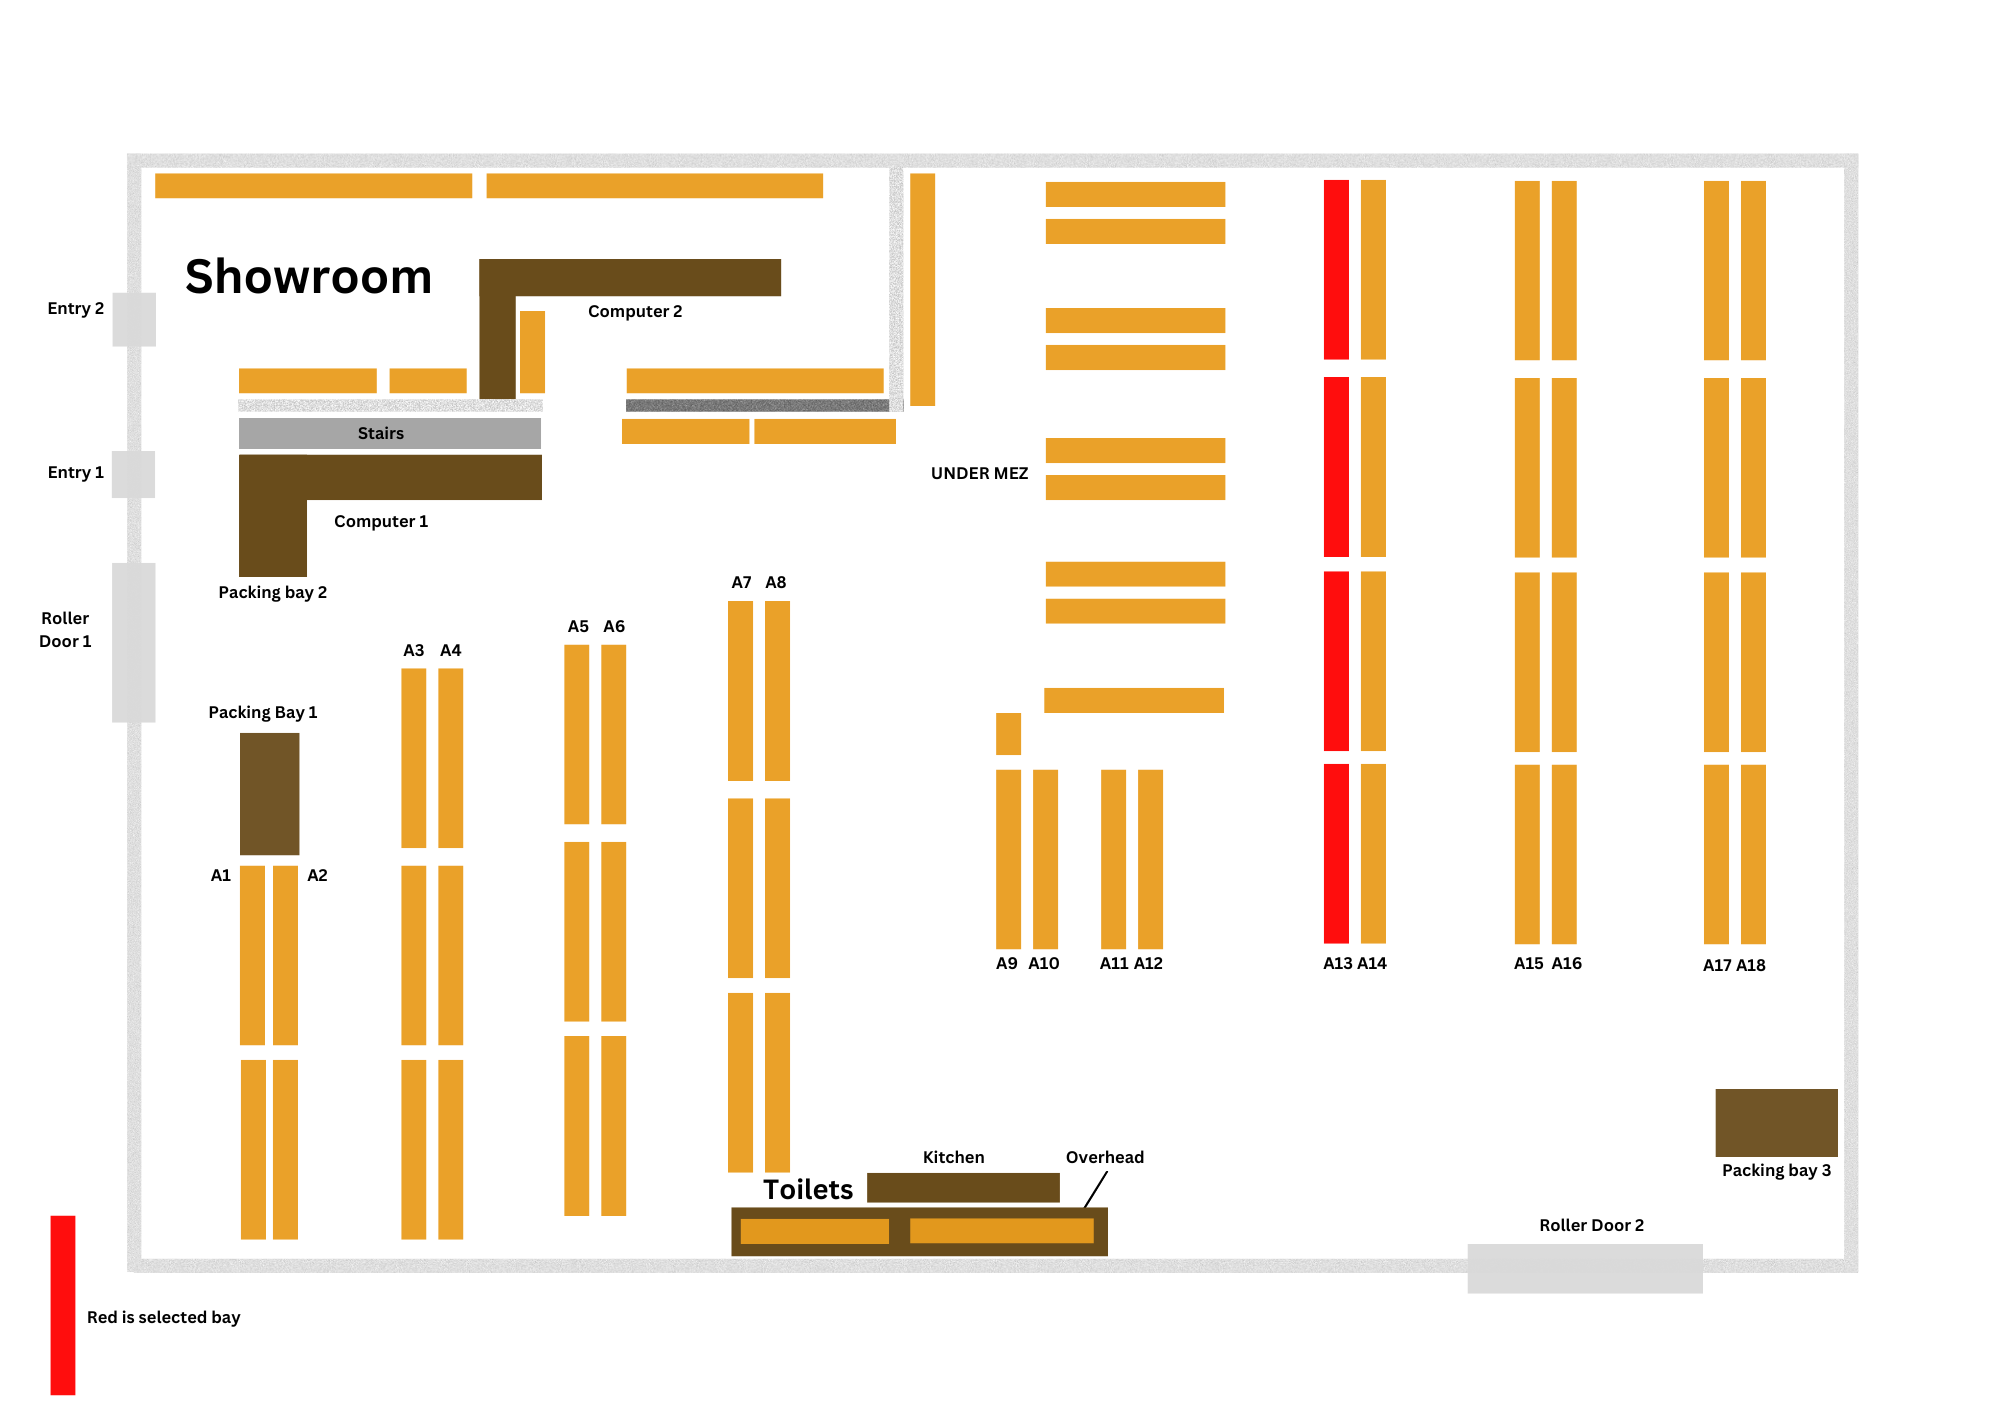 Showroom
Entry 2
Computer 2
Stairs
Entry 1
UNDER MEZ
Computer 1
Packing bay 2
A7 A8
Roller
Door 1
A5 A6
A3 A4
Packing Bay 1
A1 A2
A9 A10 A11 A12 A13 A14 A15 A16 A17 A18
Kitchen
Overhead
Toilets
Packing bay 3
Roller Door 2
Red is selected bay